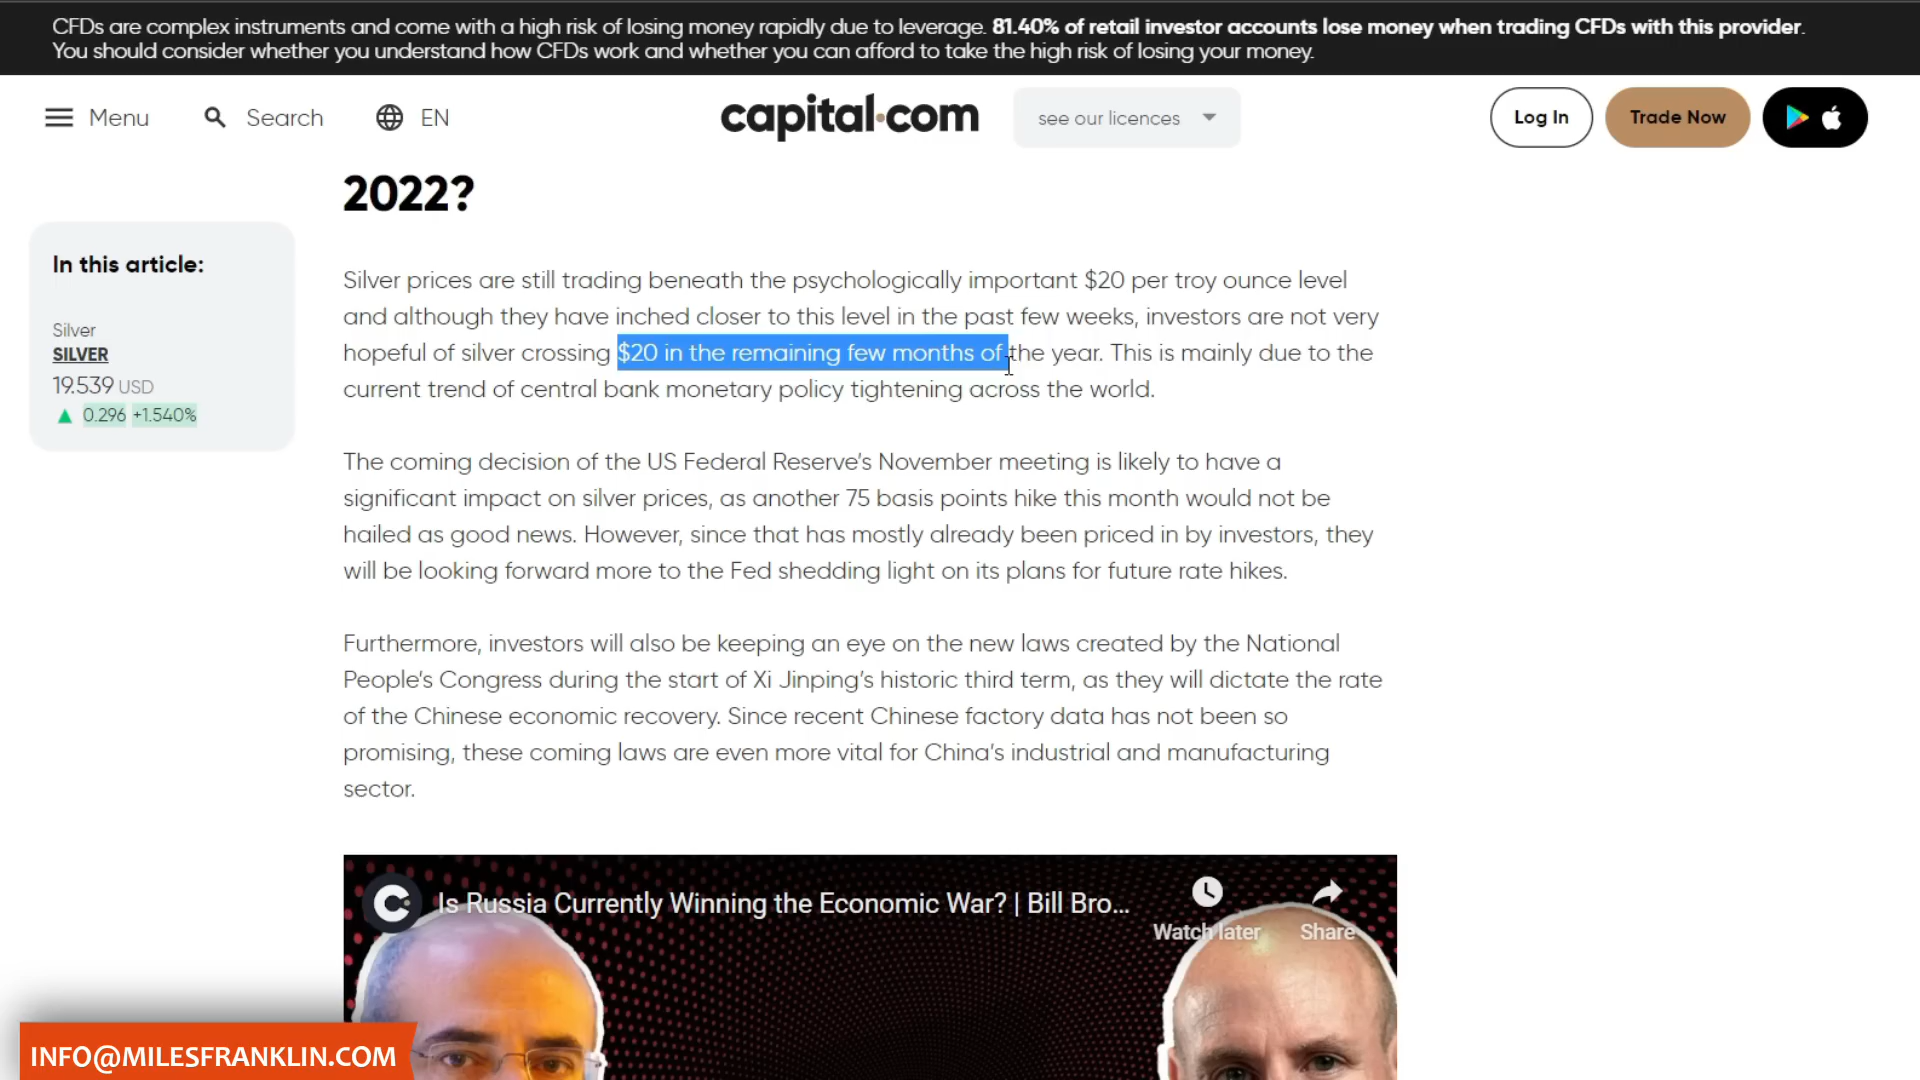 CFDs are complex instruments and come with a high risk of losing money rapidly due to leverage. 81.40% of retail investor accounts lose money when trading CFDs with this provider.
You should consider whether you understand how CFDs work and whether you can afford to take the high risk of losing your money.
Menu Search EN capital.com see our licences Log In Trade Now
2022?
In this article:
Silver
SILVER
19.539 USD
0.296 +1.540%
Silver prices are still trading beneath the psychologically important $20 per troy ounce level
and although they have inched closer to this level in the past few weeks, investors are not very
hopeful of silver crossing $20 in the remaining few months of the year. This is mainly due to the
current trend of central bank monetary policy tightening across the world.
The coming decision of the US Federal Reserve’s November meeting is likely to have a
significant impact on silver prices, as another 75 basis points hike this month would not be
hailed as good news. However, since that has mostly already been priced in by investors, they
will be looking forward more to the Fed shedding light on its plans for future rate hikes.
Furthermore, investors will also be keeping an eye on the new laws created by the National
People’s Congress during the start of Xi Jinping’s historic third term, as they will dictate the rate
of the Chinese economic recovery. Since recent Chinese factory data has not been so
promising, these coming laws are even more vital for China’s industrial and manufacturing
sector.
Is Russia Currently Winning the Economic War? | Bill Bro...
Watch later Share
INFO@MILESFRANKLIN.COM